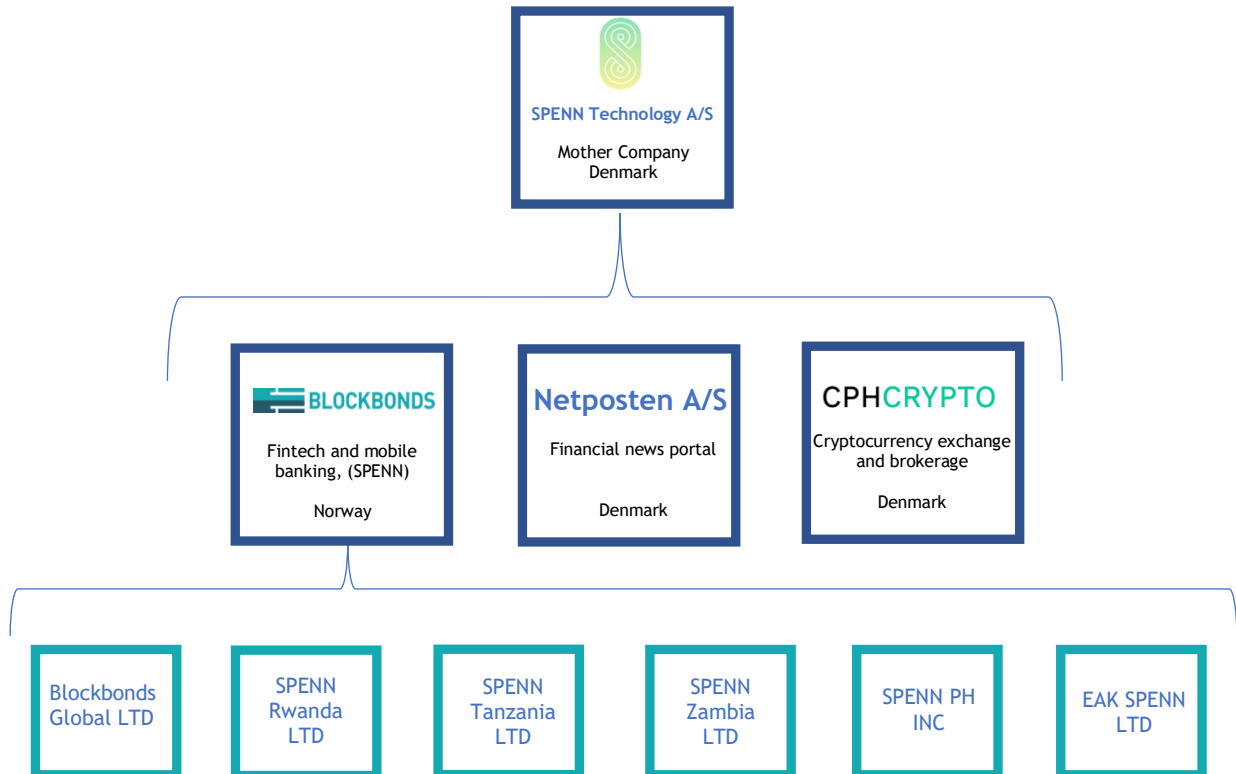 SPENN Technology A/S
Mother Company
Denmark
BLOCKBONDS
Fintech and mobile
banking, (SPENN)
Norway
Netposten A/S
Financial news portal
Denmark
CPHCRYPTO
Cryptocurrency exchange
and brokerage
Denmark
Blockbonds
Global LTD
SPENN
Rwanda
LTD
SPENN
Tanzania
LTD
SPENN
Zambia
LTD
SPENN PH
INC
EAK SPENN
LTD